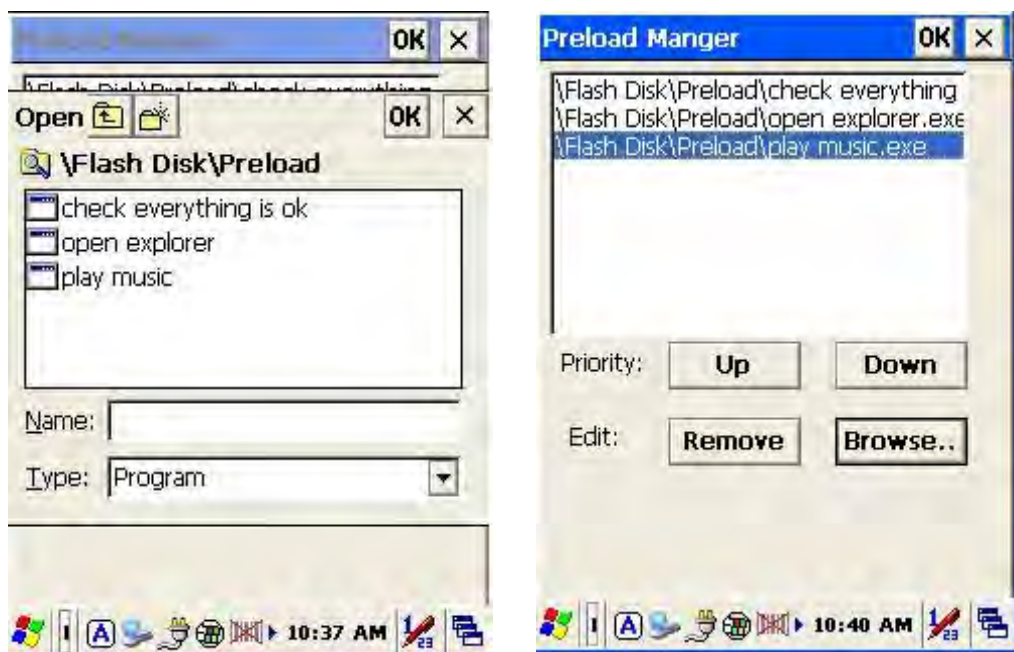 OK ×
Open OK ×
\Flash Disk\Preload
check everything is ok
open explorer
play music
Name:
Type: Program
10:37 AM
Preload Manger OK ×
\Flash Disk\Preload\check everything
\Flash Disk\Preload\open explorer.exe
\Flash Disk\Preload\play music.exe
Priority: Up Down
Edit: Remove Browse..
A 10:40 AM